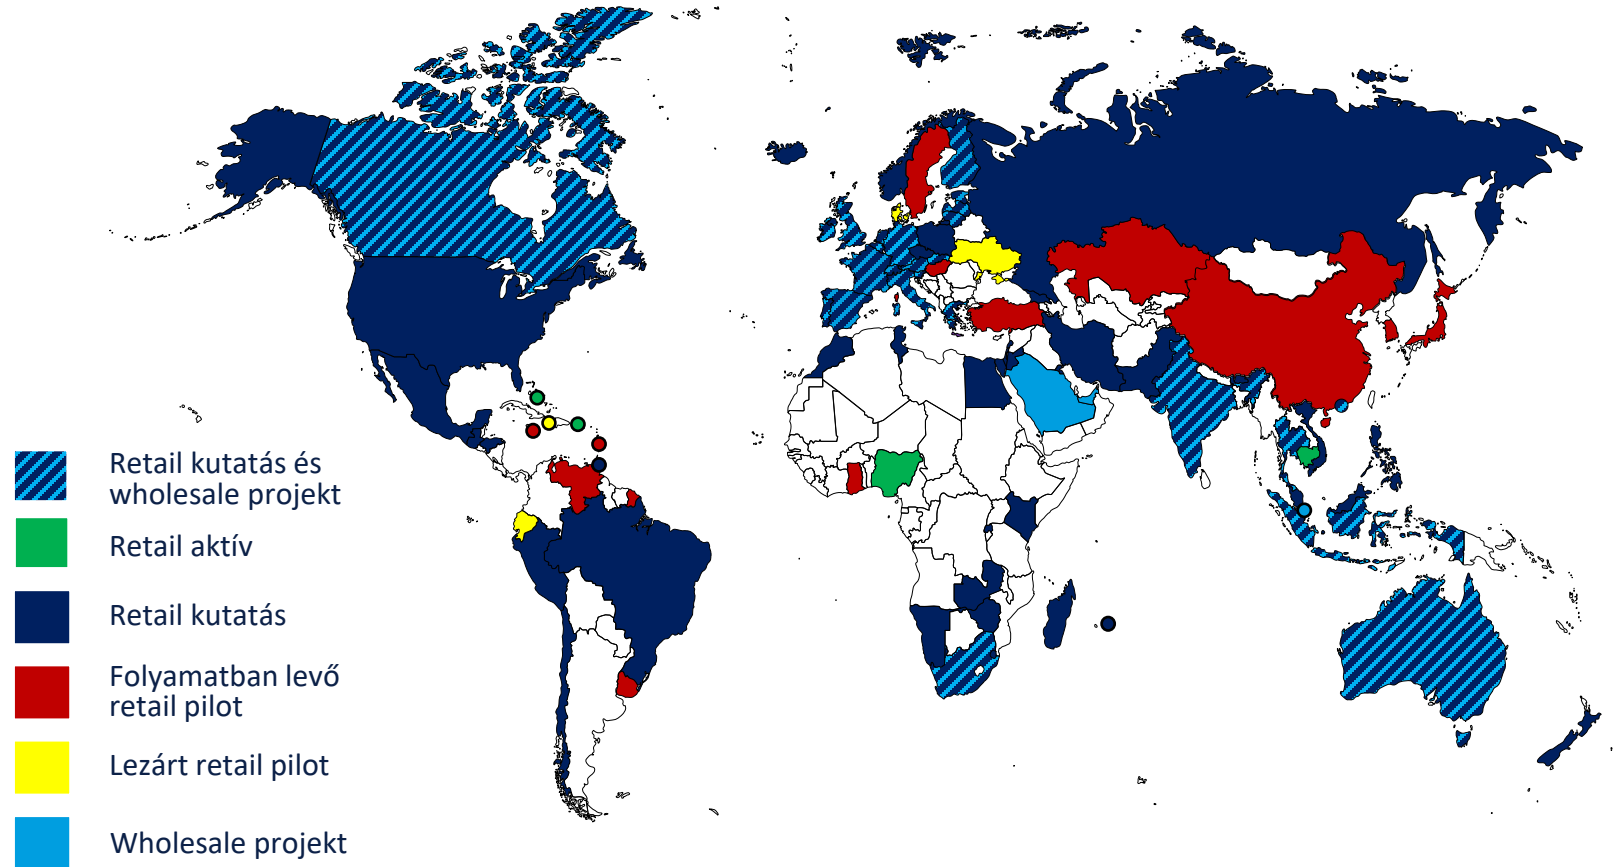 Retail kutatás és
wholesale projekt
Retail aktív
Retail kutatás
Folyamatban levő
retail pilot
Lezárt retail pilot
Wholesale projekt